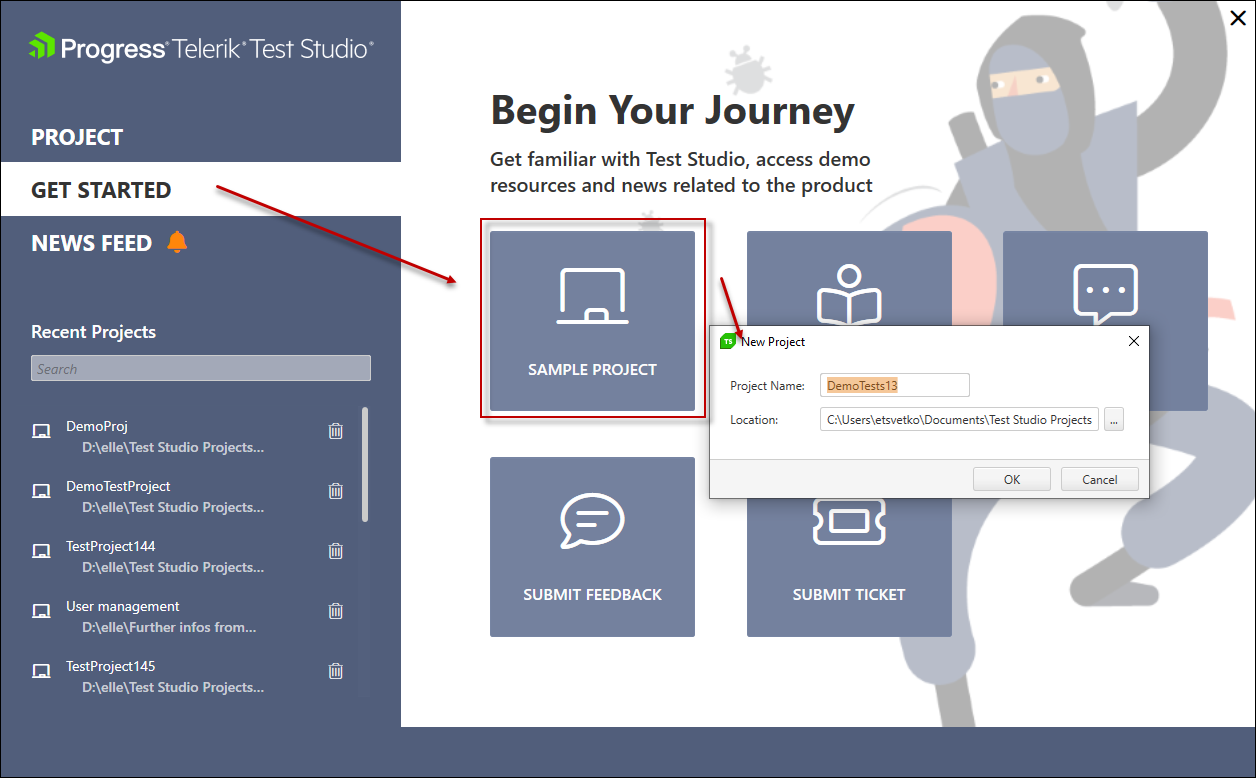 Progress® Telerik® Test Studio®
PROJECT
GET STARTED
NEWS FEED
Recent Projects
Search
DemoProj
D:\elle\Test Studio Projects...
DemoTestProject
D:\elle\Test Studio Projects...
TestProject144
D:\elle\Test Studio Projects...
User management
D:\elle\Further infos from...
TestProject145
D:\elle\Test Studio Projects...
Begin Your Journey
Get familiar with Test Studio, access demo
resources and news related to the product
SAMPLE PROJECT
TS New Project
Project Name: DemoTests13
Location: C:\Users\etsvetko\Documents\Test Studio Projects ...
OK Cancel
SUBMIT FEEDBACK
SUBMIT TICKET